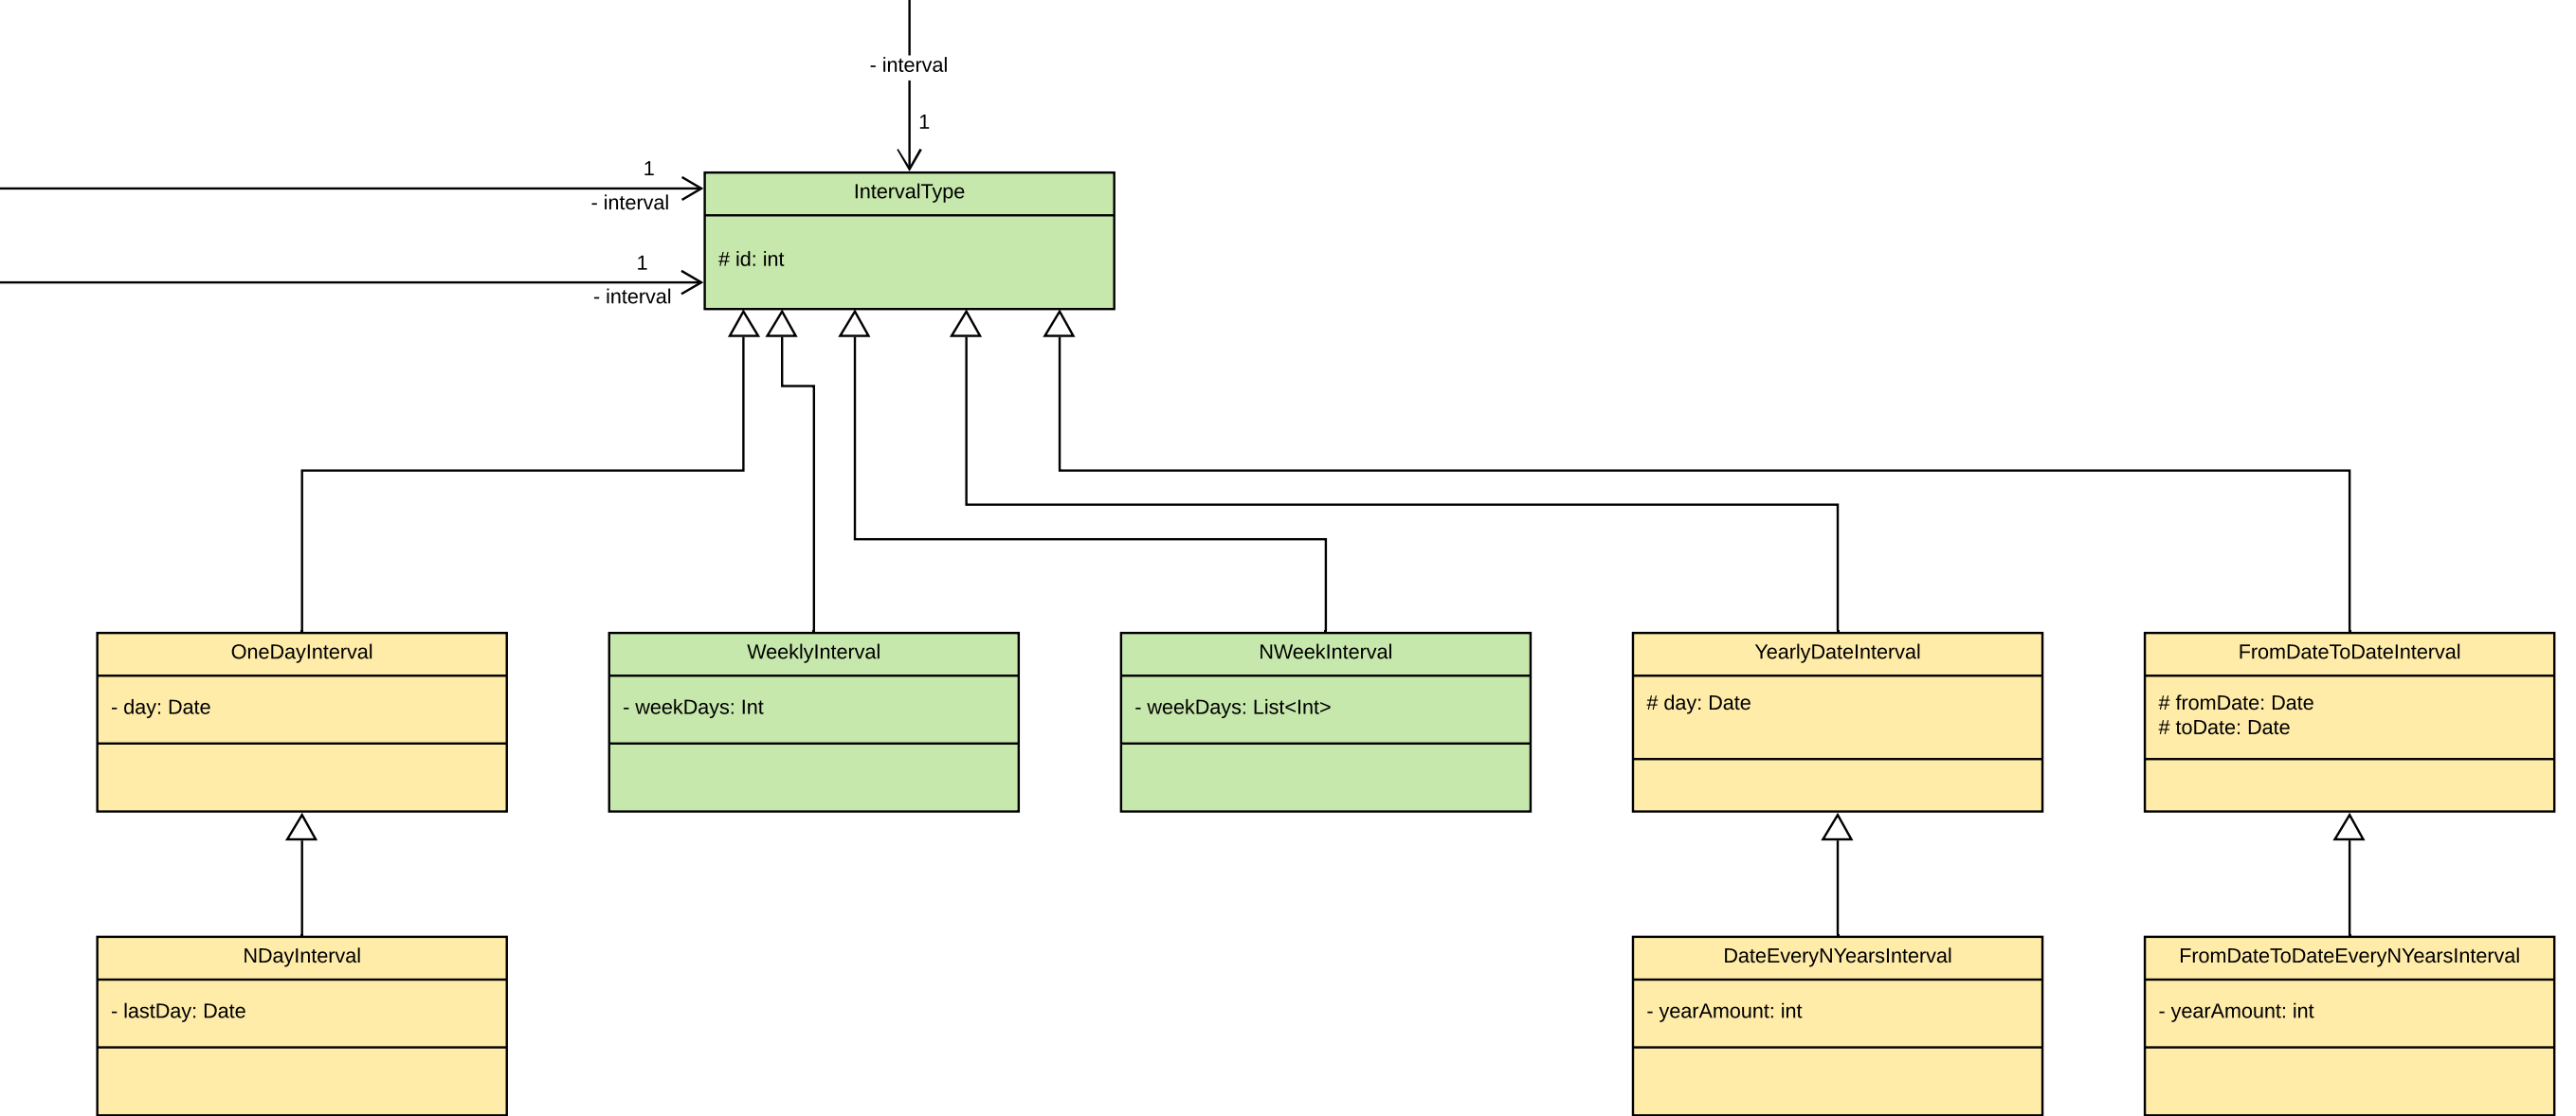 - interval
1
1
- interval
IntervalType
1
- interval
# id: int
OneDayInterval
- day: Date
WeeklyInterval
- weekDays: Int
NWeekInterval
- weekDays: List<Int>
YearlyDateInterval
# day: Date
FromDateToDateInterval
# fromDate: Date
# toDate: Date
NDayInterval
- lastDay: Date
DateEveryNYearsInterval
- yearAmount: int
FromDateToDateEveryNYearsInterval
- yearAmount: int